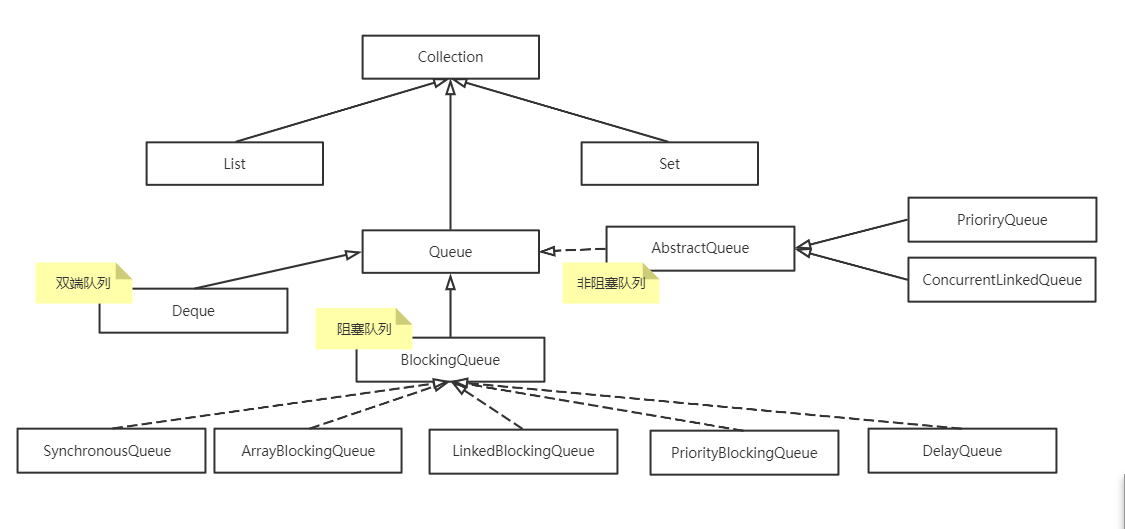 Collection
List
Set
PrioriryQueue
Queue
AbstractQueue
双端队列
非阻塞队列
ConcurrentLinkedQueue
Deque
阻塞队列
BlockingQueue
SynchronousQueue
ArrayBlockingQueue
LinkedBlockingQueue
PriorityBlockingQueue
DelayQueue